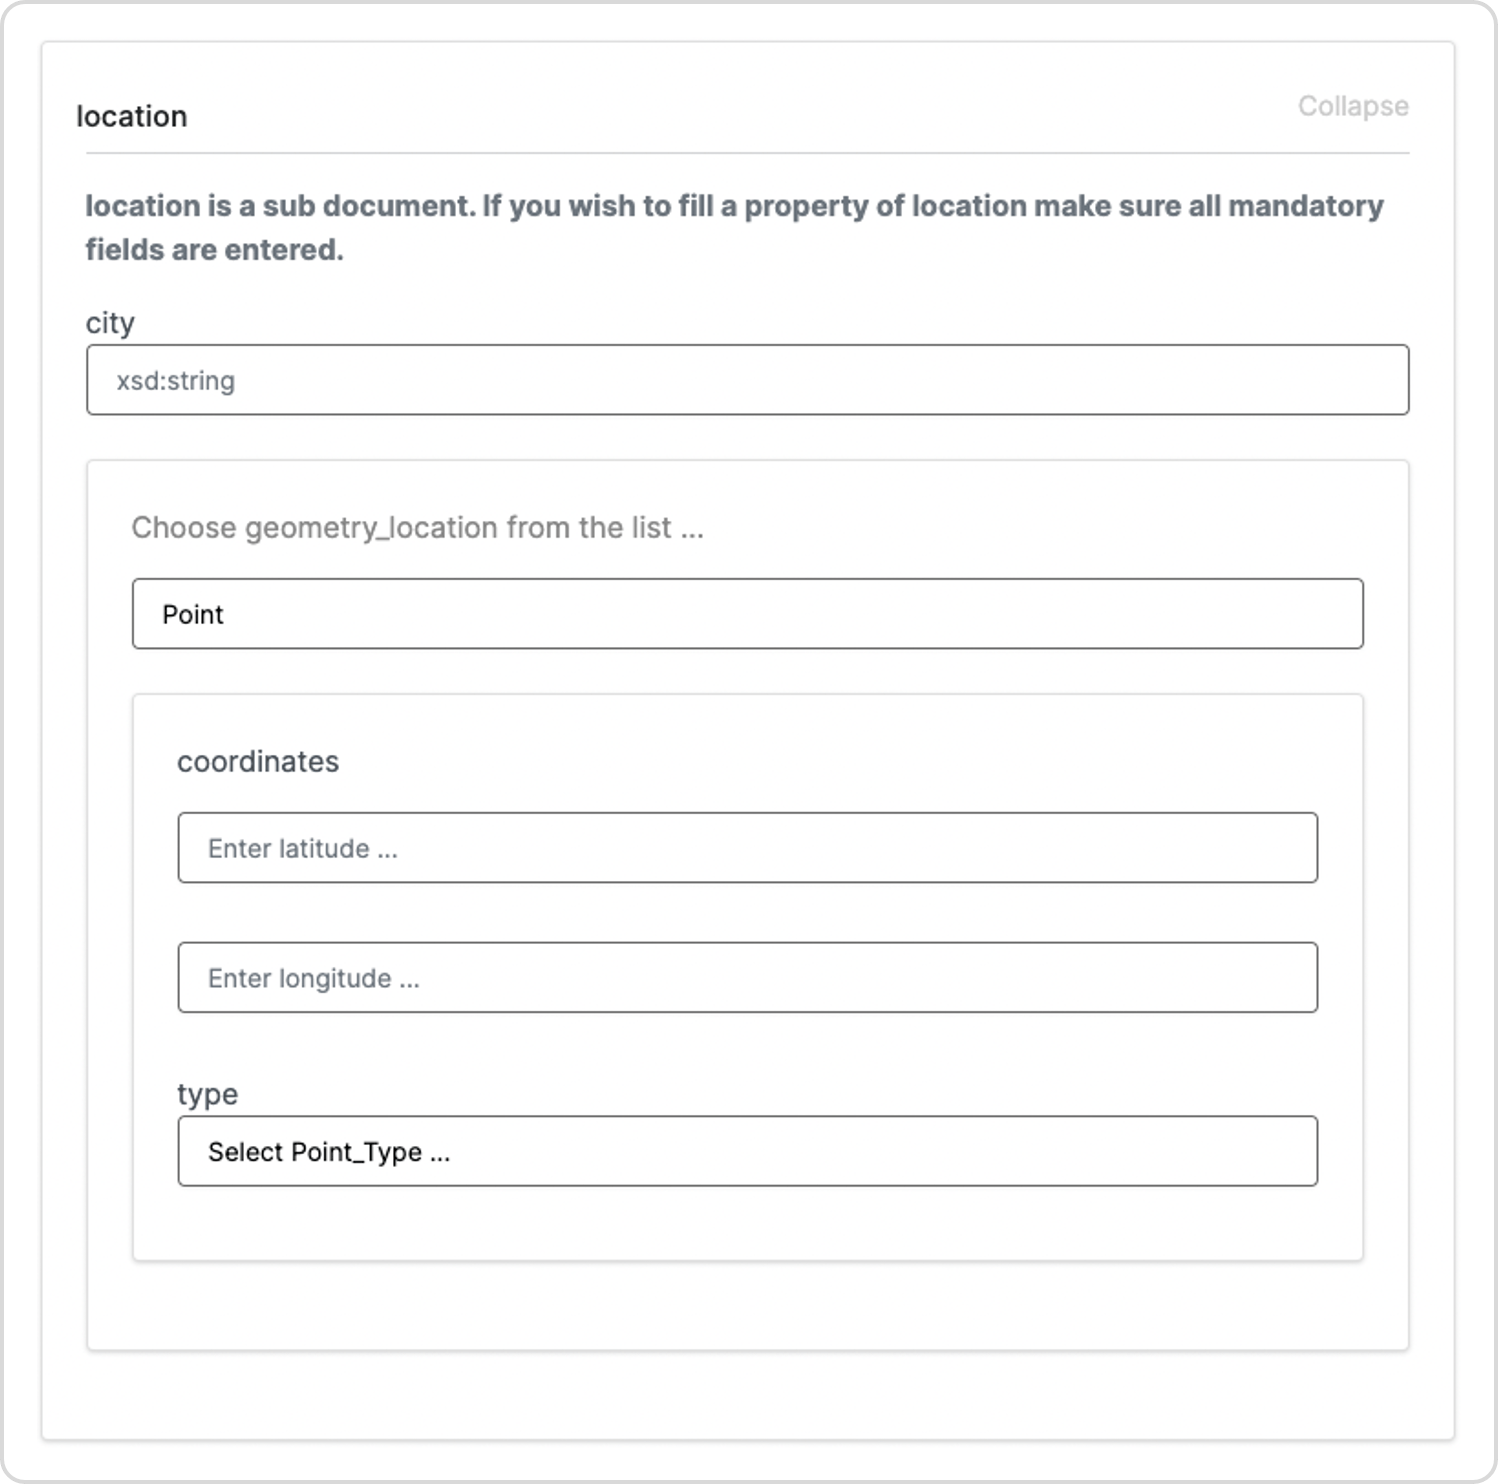 location
Collapse
location is a sub document. If you wish to fill a property of location make sure all mandatory
fields are entered.
city
xsd:string
Choose geometry_location from the list ...
Point
coordinates
Enter latitude ...
Enter longitude ...
type
Select Point_Type ...